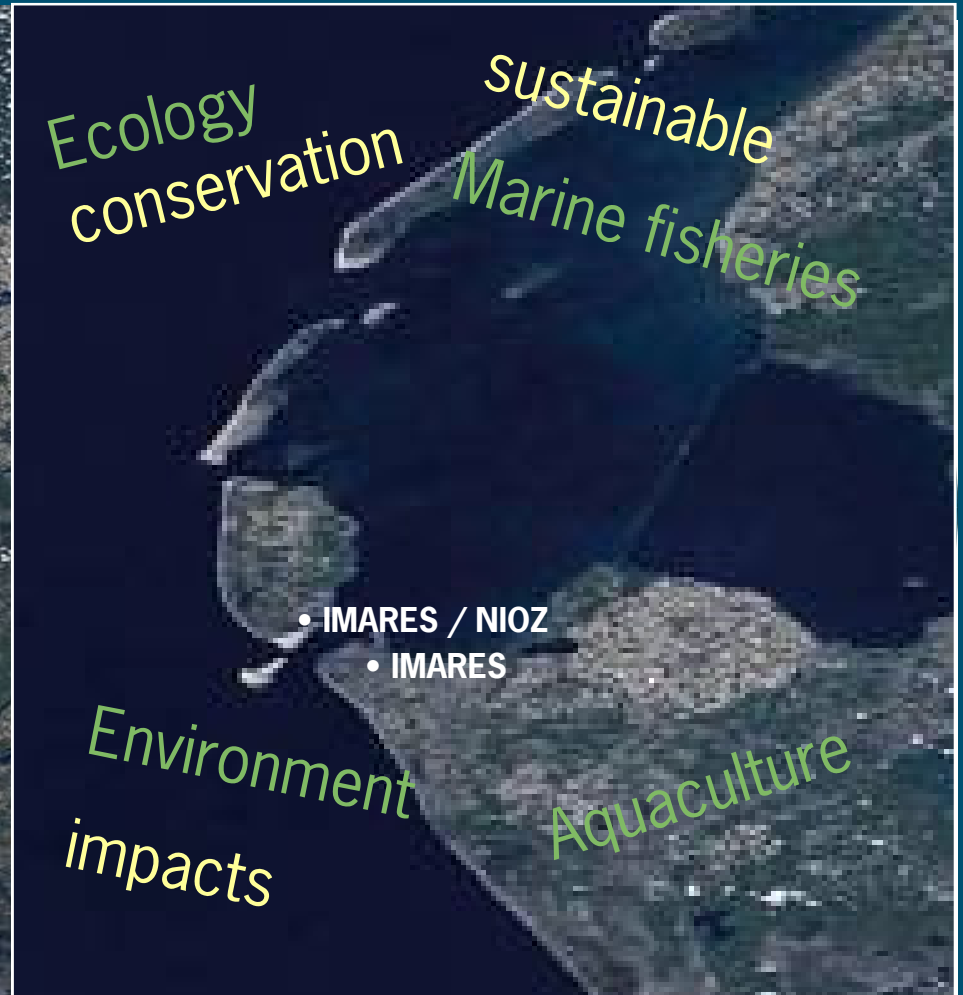 Ecology
conservation
sustainable
Marine fisheries
• IMARES / NIOZ
• IMARES
Environment
impacts
Aquaculture